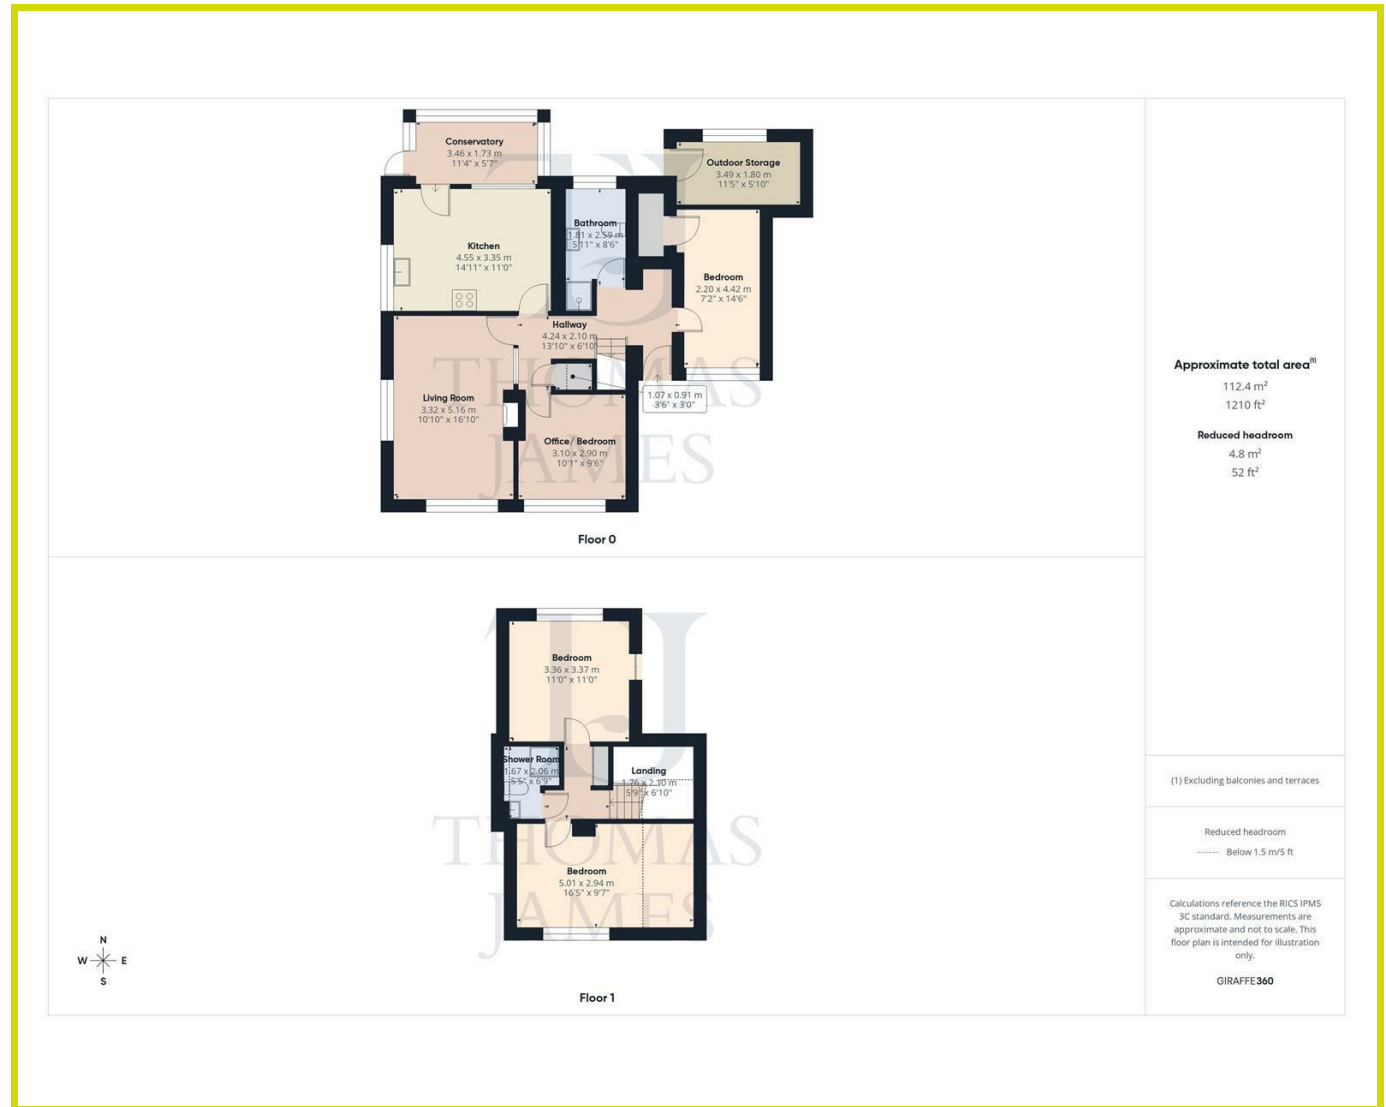 Conservatory
3.46 x 1.73 m
11'4" x 5'7"
Outdoor Storage
3.49 x 1.80 m
11'5" x 5'10"
Bathroom
1.81 x 2.59 m
5'11" x 8'6"
Kitchen
4.55 x 3.35 m
14'11" x 11'0"
Bedroom
2.20 x 4.42 m
7'2" x 14'6"
Hallway
4.24 x 2.10 m
13'10" x 6'10"
1.07 x 0.91 m
3'6" x 3'0"
Living Room
3.32 x 5.16 m
10'10" x 16'10"
Office/ Bedroom
3.10 x 2.90 m
10'1" x 9'6"
TJ
THOMAS
JAMES
Floor 0
Bedroom
3.36 x 3.37 m
11'0" x 11'0"
Shower Room
1.67 x 2.06 m
5'5" x 6'9"
Landing
1.76 x 2.10 m
5'9" x 6'10"
Bedroom
5.01 x 2.94 m
16'5" x 9'7"
TJ
THOMAS
JAMES
N
W E
S
Floor 1
Approximate total area(1)
112.4 m²
1210 ft²
Reduced headroom
4.8 m²
52 ft²
(1) Excluding balconies and terraces
Reduced headroom
Below 1.5 m/5 ft
Calculations reference the RICS IPMS
3C standard. Measurements are
approximate and not to scale. This
floor plan is intended for illustration
only.
GIRAFFE360